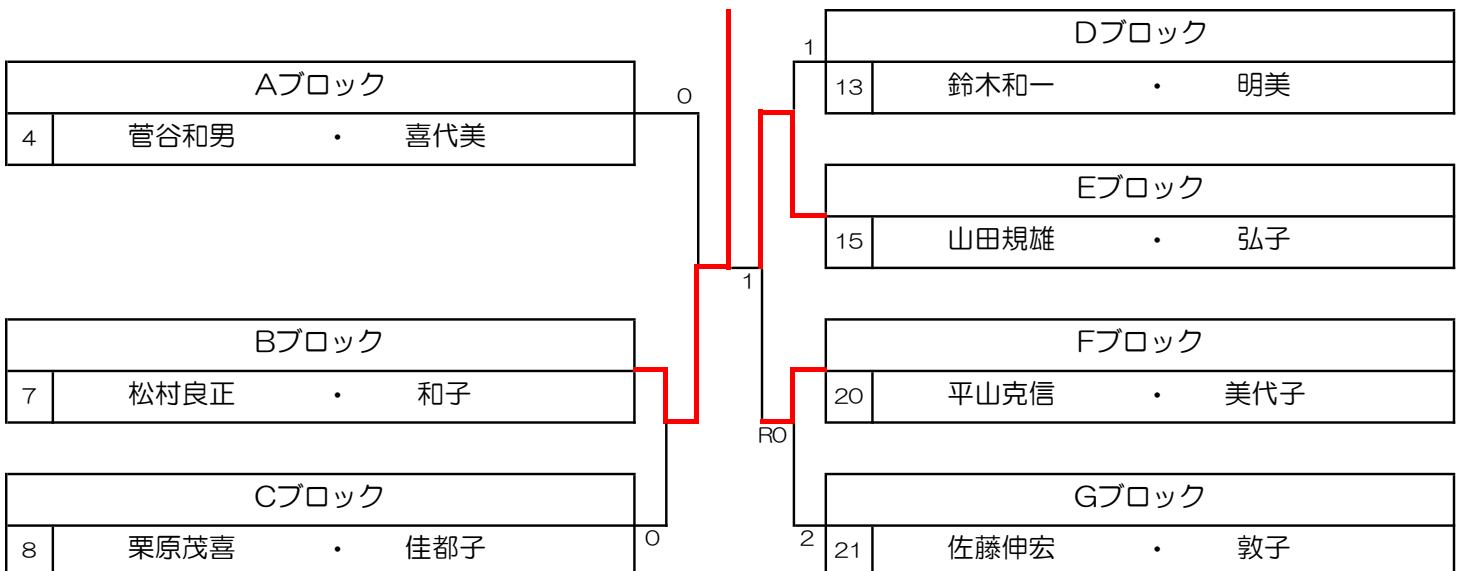 Aブロック
4 菅谷和男 ・ 喜代美
0
Bブロック
7 松村良正 ・ 和子
Cブロック
8 栗原茂喜 ・ 佳都子
0
1
Dブロック
13 鈴木和一 ・ 明美
1
Eブロック
15 山田規雄 ・ 弘子
Fブロック
20 平山克信 ・ 美代子
R0
Gブロック
2
21 佐藤伸宏 ・ 敦子